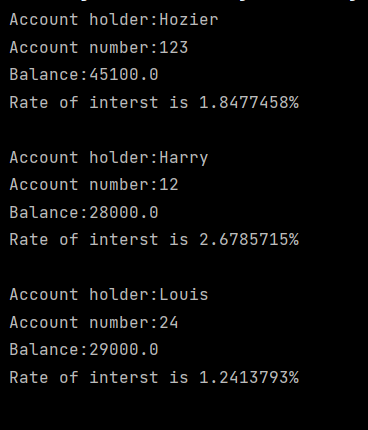 Account holder:Hozier
Account number:123
Balance:45100.0
Rate of interst is 1.8477458%
Account holder:Harry
Account number:12
Balance:28000.0
Rate of interst is 2.6785715%
Account holder:Louis
Account number:24
Balance:29000.0
Rate of interst is 1.2413793%